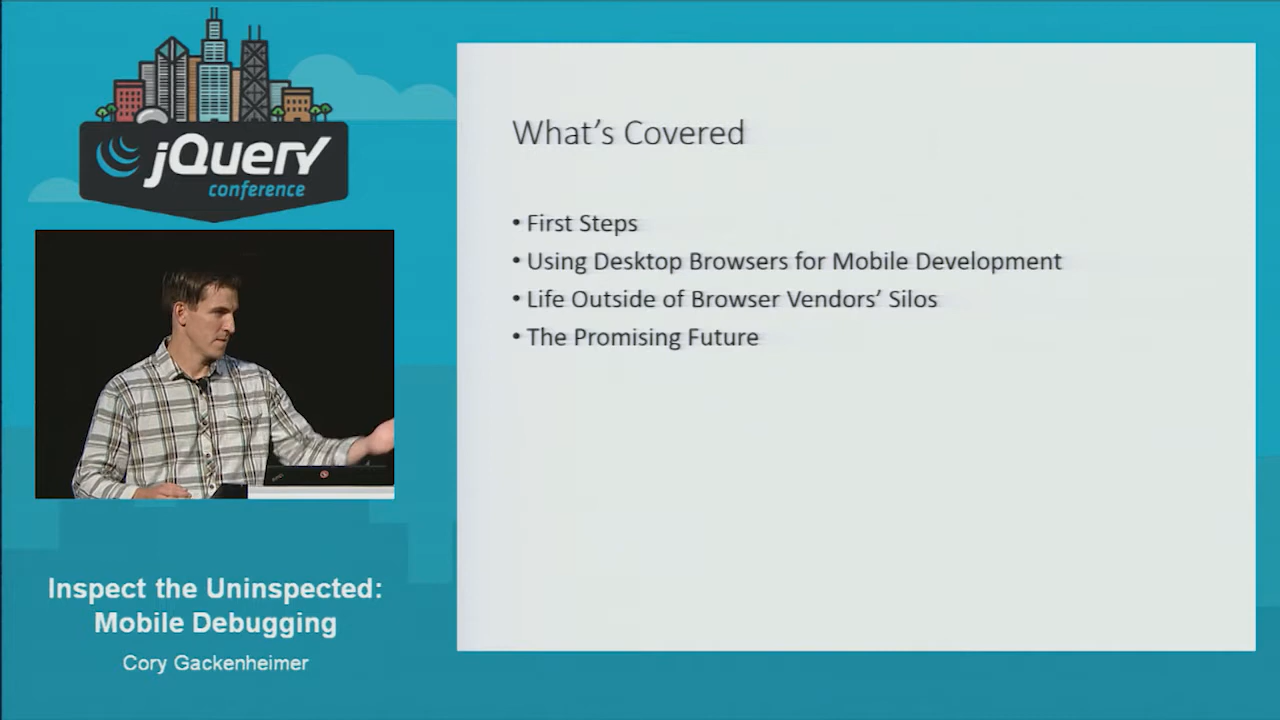 jQuery
conference
What's Covered
• First Steps
• Using Desktop Browsers for Mobile Development
• Life Outside of Browser Vendors' Silos
• The Promising Future
Inspect the Uninspected:
Mobile Debugging
Cory Gackenheimer